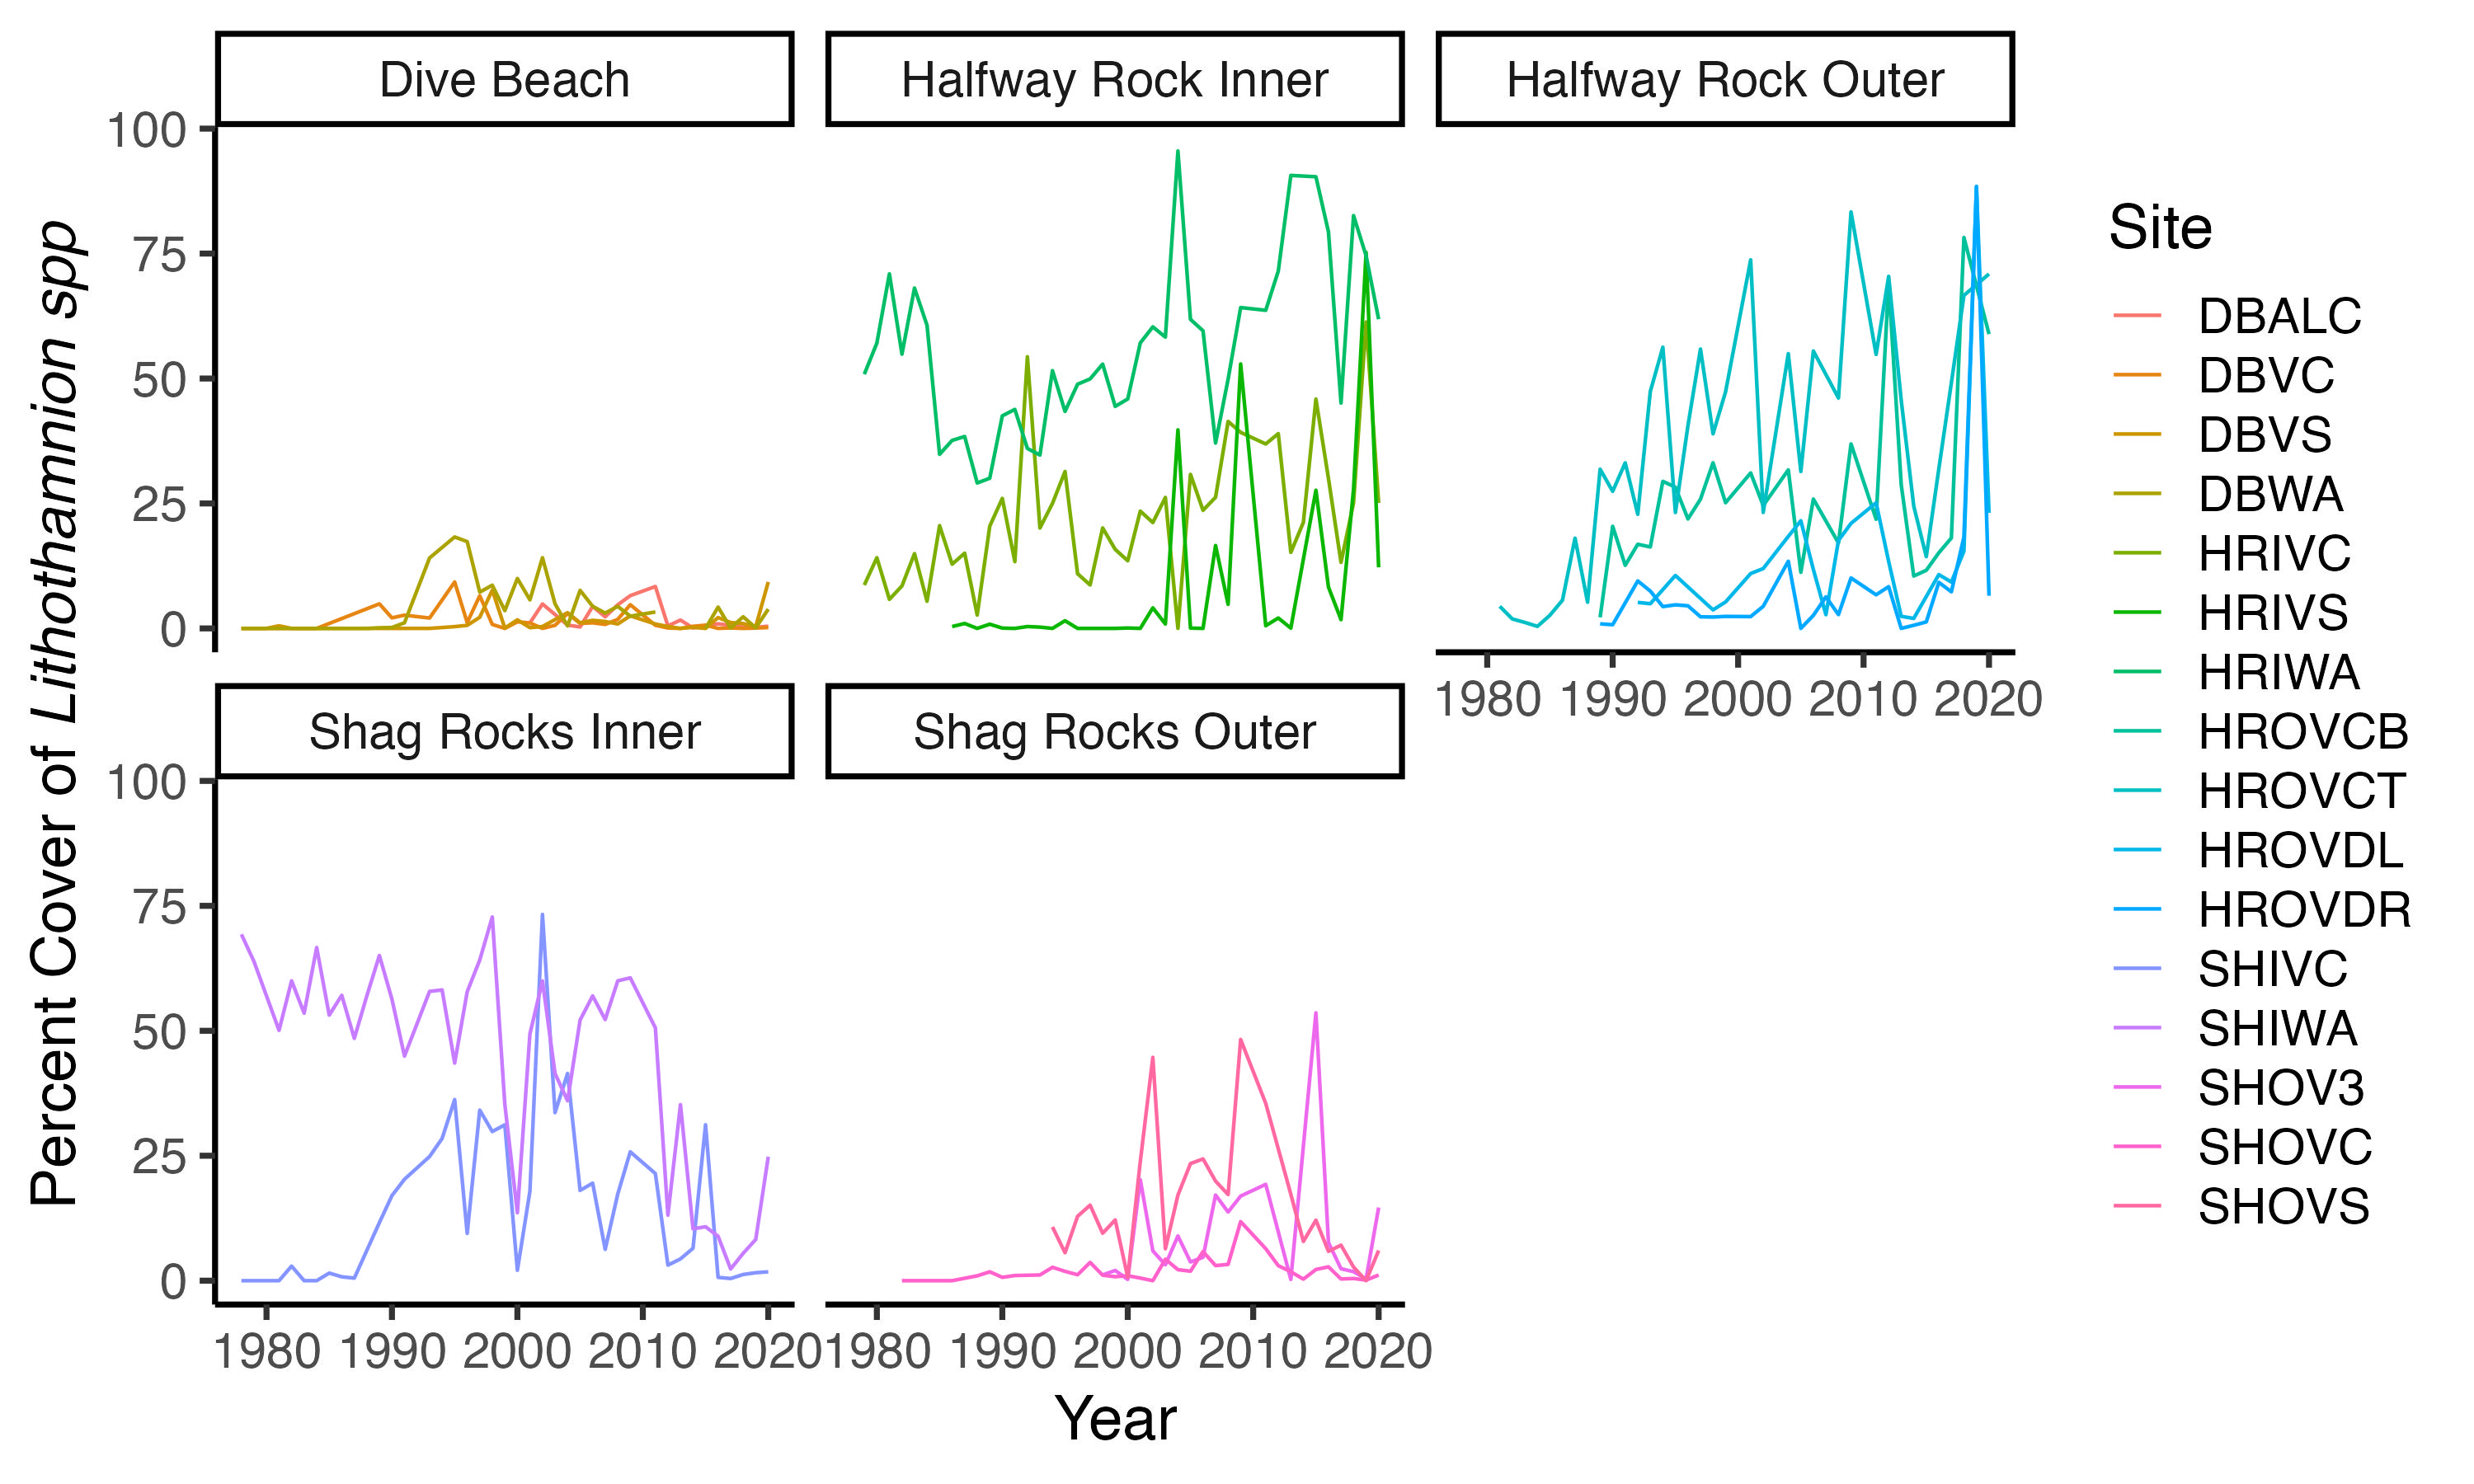 Dive Beach
Halfway Rock Inner
Halfway Rock Outer
100
75
50
25
0
1980 1990 2000 2010 2020
Shag Rocks Inner
Shag Rocks Outer
100
75
50
25
0
1980 1990 2000 2010 2020
1980 1990 2000 2010 2020
Year
Percent Cover of Lithothamnion spp
Site
DBALC
DBVC
DBVS
DBWA
HRIVC
HRIVS
HRIWA
HROVCB
HROVCT
HROVDL
HROVDR
SHIVC
SHIWA
SHOV3
SHOVC
SHOVS